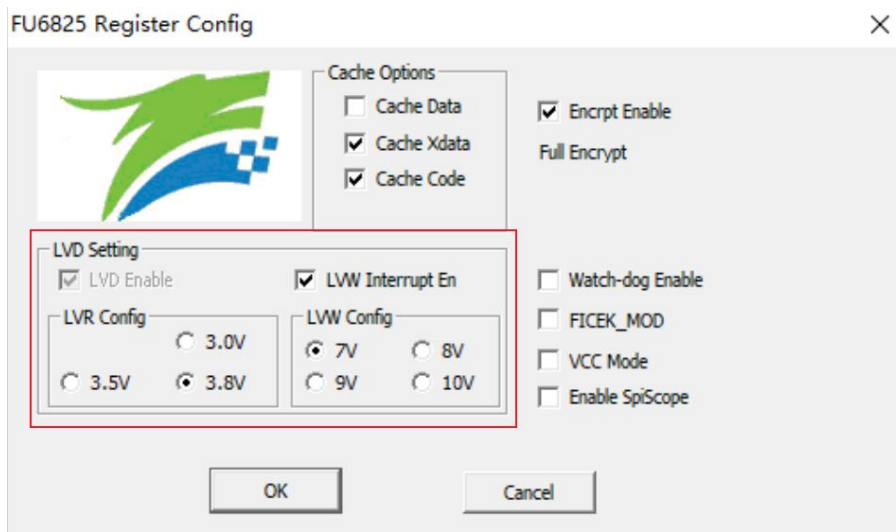 FU6825 Register Config
Cache Options
Cache Data
Cache Xdata
Cache Code
Encrpt Enable
Full Encrypt
LVD Setting
LVD Enable
LVW Interrupt En
LVR Config
3.0V
3.5V
3.8V
LVW Config
7V
8V
9V
10V
Watch-dog Enable
FICEK_MOD
VCC Mode
Enable SpiScope
OK
Cancel